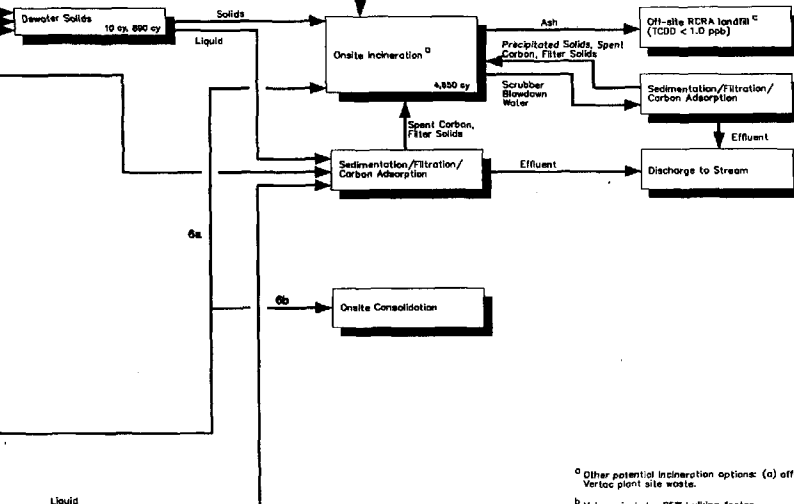 Dewater Solids
10 cy, 890 cy
Solids
Liquid
Onsite Incineration a
4,850 cy
Ash
Off-site RCRA landfill c
(TCDD < 1.0 ppb)
Precipitated Solids, Spent
Carbon, Filter Solids
Scrubber
Blowdown
Water
Sedimentation/Filtration/
Carbon Adsorption
Spent Carbon,
Filter Solids
Effluent
Sedimentation/Filtration/
Carbon Adsorption
Effluent
Discharge to Stream
6a
6b
Onsite Consolidation
a Other potential incineration options: (a) off
Vertac plant site waste.
Liquid
b